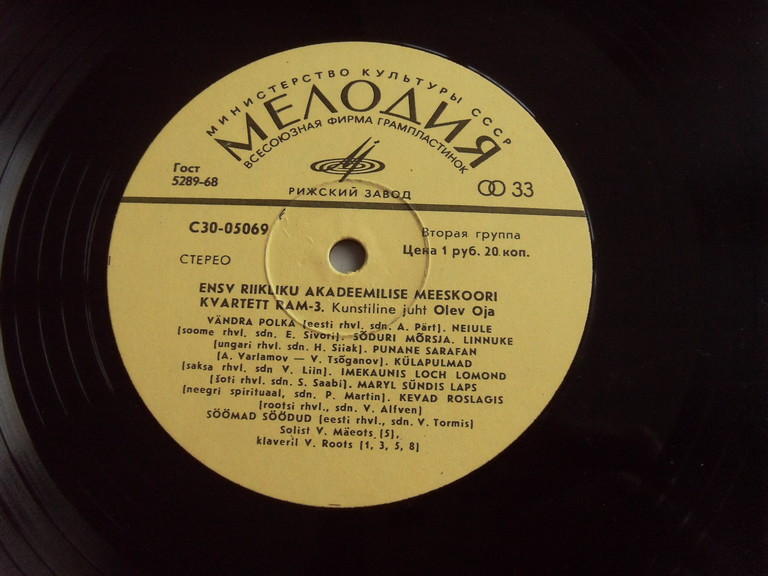 МИНИСТЕРСТВО КУЛЬТУРЫ СССР
МЕЛОДИЯ
ВСЕСОЮЗНАЯ ФИРМА ГРАМПЛАСТИНОК
Гост
5289-68
33
РИЖСКИЙ ЗАВОД
С30-05069
Вторая группа
Цена 1 руб. 20 коп.
СТЕРЕО
ENSV RIIKLIKU AKADEEMILISE MEESKOORI
KVARTETT RAM-3. Kunstiline juht Olev Oja
VÄNDRA POLKA (eesti rhvl. sdn. A. Pärt). NEIULE
(soome rhvl. sdn. E. Sivori). SÕDURI MÕRSJA. LINNUKE
(ungari rhvl. sdn. H. Siiak). PUNANE SARAFAN
(A. Varlamov — V. Tsõganov). KÜLAPULMAD
(saksa rhvl. sdn V. Liin). IMEKAUNIS LOCH LOMOND
(šoti rhvl. sdn. S. Saabi). MARYL SÜNDIS LAPS
(neegri spirituaal, sdn. P. Martin). KEVAD ROSLAGIS
(rootsi rhvl., sdn. V. Alfven)
SÖÖMAD SÖÖDUD (eesti rhvl., sdn. V. Tormis)
Solist V. Mäeots (5),
klaveril V. Roots (1, 3, 5, 8)